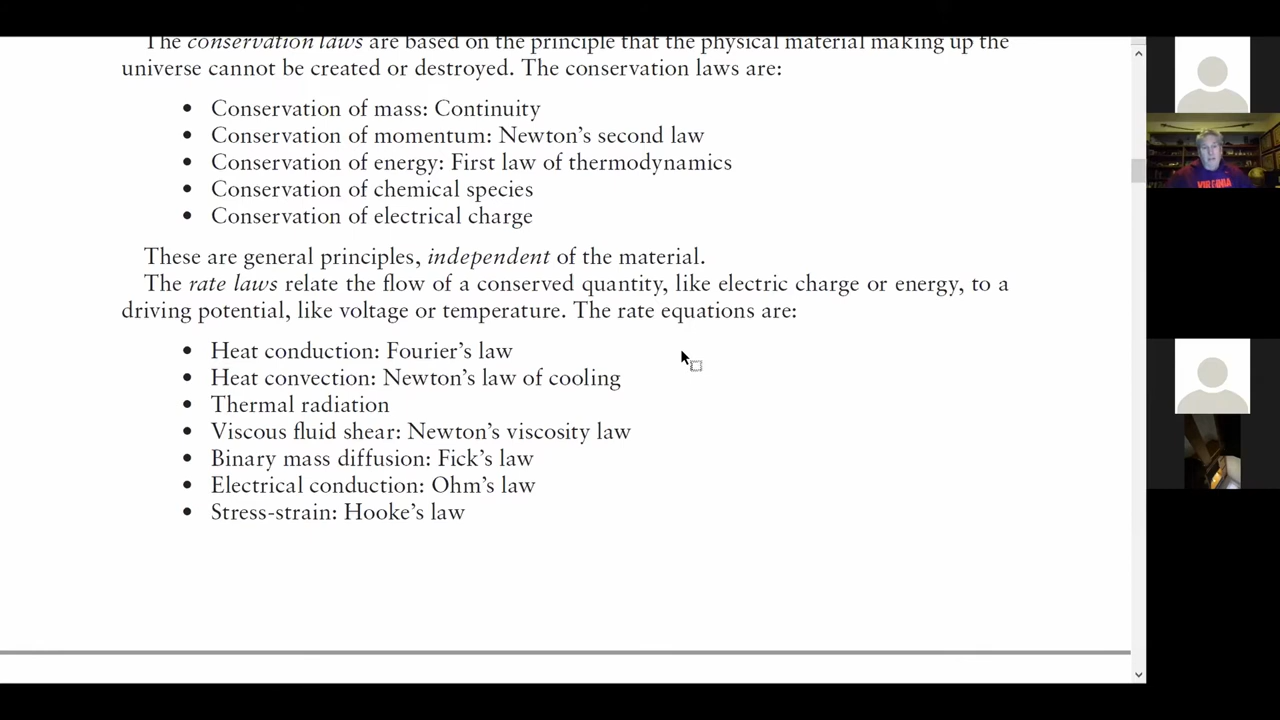 The conservation laws are based on the principle that the physical material making up the
universe cannot be created or destroyed. The conservation laws are:
• Conservation of mass: Continuity
• Conservation of momentum: Newton's second law
• Conservation of energy: First law of thermodynamics
• Conservation of chemical species
• Conservation of electrical charge
These are general principles, independent of the material.
The rate laws relate the flow of a conserved quantity, like electric charge or energy, to a
driving potential, like voltage or temperature. The rate equations are:
• Heat conduction: Fourier's law
• Heat convection: Newton's law of cooling
• Thermal radiation
• Viscous fluid shear: Newton's viscosity law
• Binary mass diffusion: Fick's law
• Electrical conduction: Ohm's law
• Stress-strain: Hooke's law
VIRGINIA